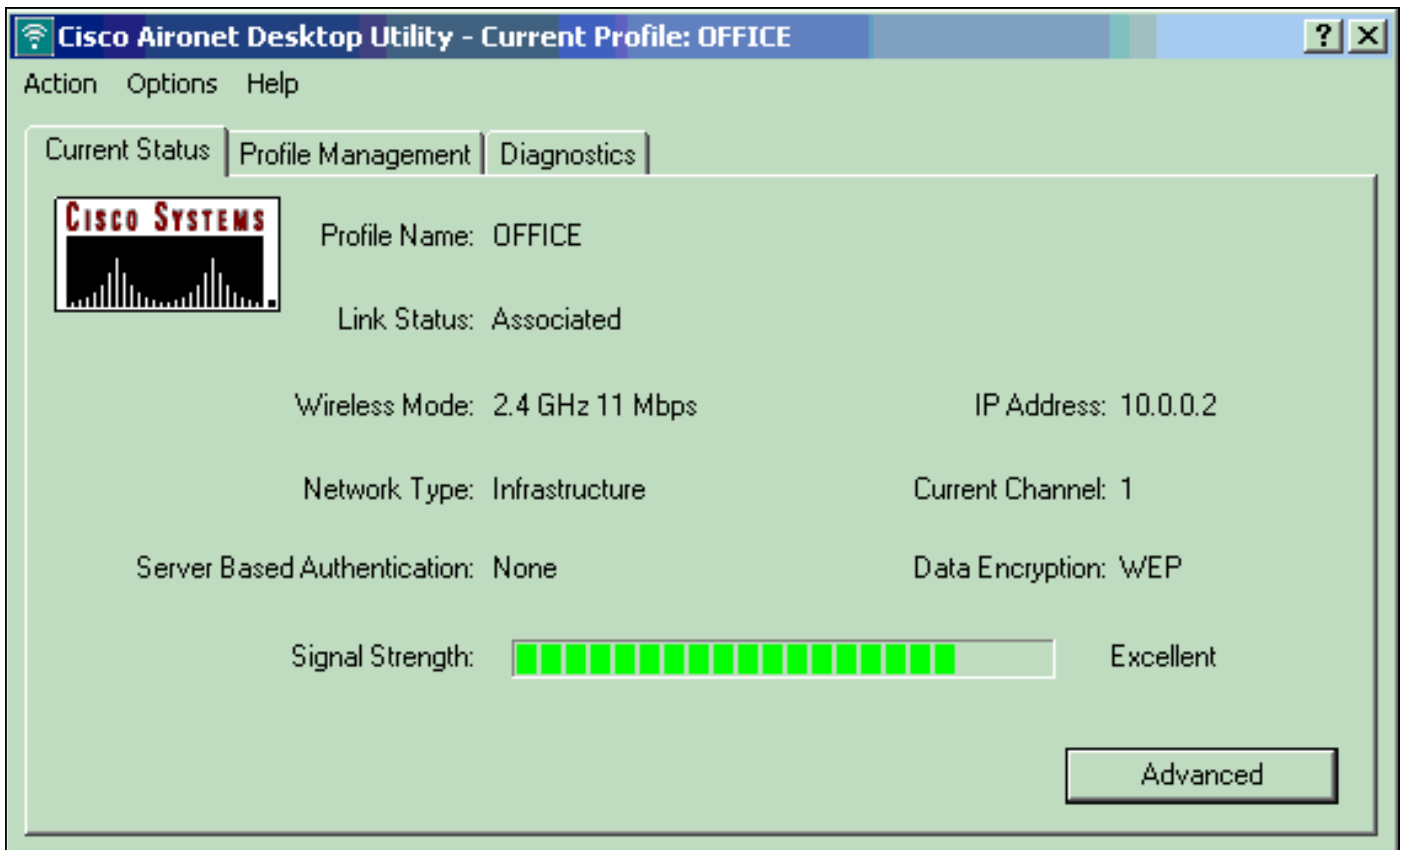 Cisco Aironet Desktop Utility - Current Profile: OFFICE
Action Options Help
Current Status Profile Management Diagnostics
CISCO SYSTEMS
Profile Name: OFFICE
Link Status: Associated
Wireless Mode: 2.4 GHz 11 Mbps IP Address: 10.0.0.2
Network Type: Infrastructure Current Channel: 1
Server Based Authentication: None Data Encryption: WEP
Signal Strength: Excellent
Advanced